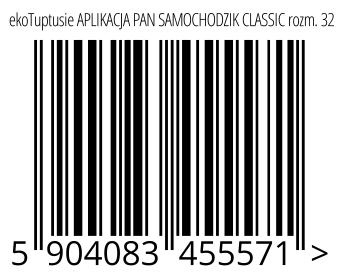 ekoTuptusie APLIKACJA PAN SAMOCHODZIK CLASSIC rozm. 32
5 904083 455571 >